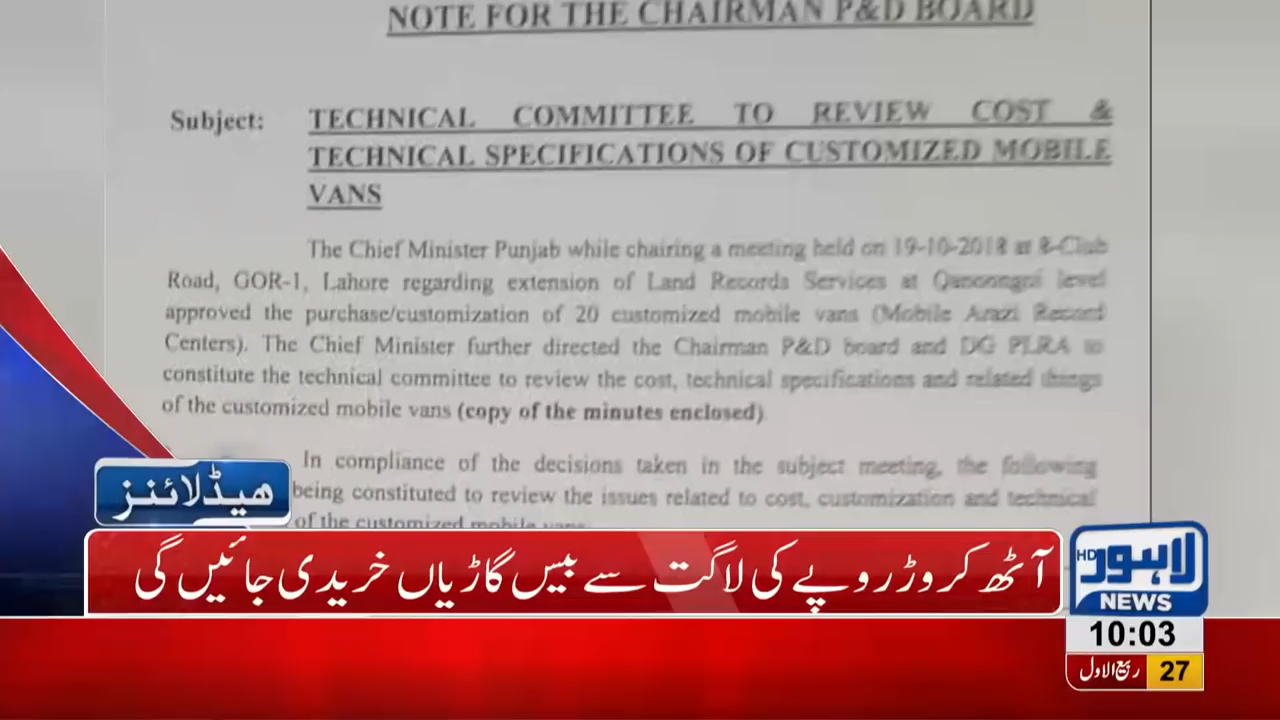 NOTE FOR THE CHAIRMAN P&D BOARD
Subject: TECHNICAL COMMITTEE TO REVIEW COST &
TECHNICAL SPECIFICATIONS OF CUSTOMIZED MOBILE
VANS
The Chief Minister Punjab while chairing a meeting held on 19-10-2018 at 8-Club
Road, GOR-1, Lahore regarding extension of Land Records Services at Qanoongoi level
approved the purchase/customization of 20 customized mobile vans (Mobile Arazi Record
Centers). The Chief Minister further directed the Chairman P&D board and DG PLRA to
constitute the technical committee to review the cost, technical specifications and related things
of the customized mobile vans (copy of the minutes enclosed)
In compliance of the decisions taken in the subject meeting, the following
being constituted to review the issues related to cost, customization and technical
of the customized mobile vans
ہیڈلائنز
آٹھ کروڑ روپے کی لاگت سے بیس گاڑیاں خریدی جائیں گی
HD لاہور
NEWS
10:03
27 ربیع الاول